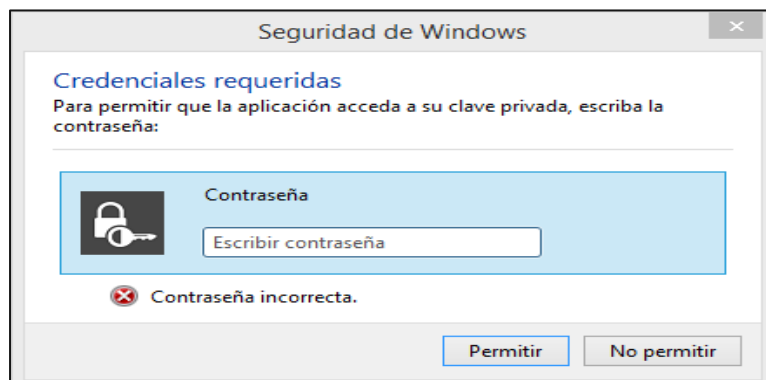 Seguridad de Windows
Credenciales requeridas
Para permitir que la aplicación acceda a su clave privada, escriba la
contraseña:
Contraseña
Escribir contraseña
Contraseña incorrecta.
Permitir No permitir